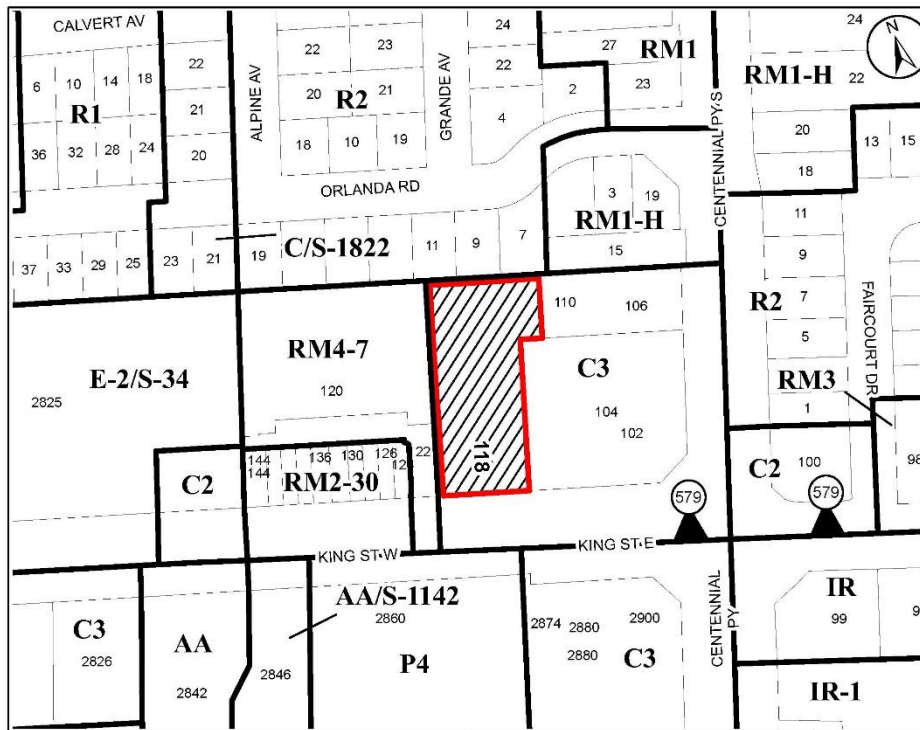 CALVERT AV
ALPINE AV
GRANDE AV
ORLANDA RD
CENTENNIAL PY S
FAIRCOURT DR
KING ST W
KING ST E
CENTENNIAL PY
N
6 10 14 18
22
21
20
R1
36 32 28 24
22 23
20 21
R2
18 10 19
24
22
4
2
27
23
RM1
24
RM1-H
22
20
18
13 15
3 19
RM1-H
15
11
9
7
R2
5
1
RM3
98
37 33 29 25 23 21
C/S-1822
19
11 9 7
110 106
C3
104
102
118
RM4-7
120
E-2/S-34
2825
C2
144
144
136 130 126
RM2-30
22
C2
100
579
579
C3
2826
AA
2842
AA/S-1142
2846
2860
P4
2874 2880 2900
2880
C3
IR
99
IR-1